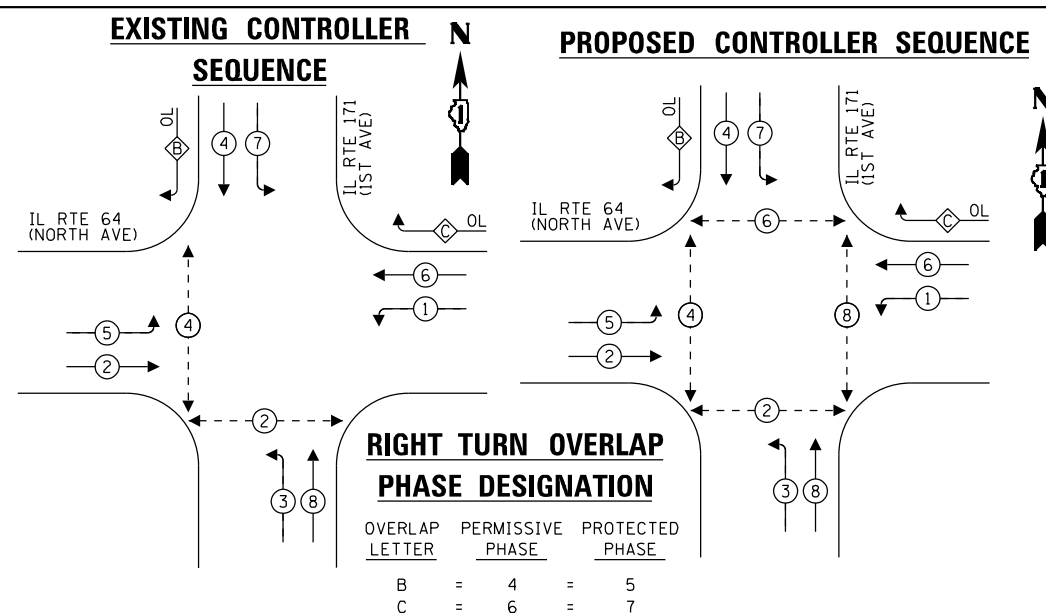 EXISTING CONTROLLER
SEQUENCE
N
OL
B
4
7
IL RTE 171
(1ST AVE)
IL RTE 64
(NORTH AVE)
C
OL
6
1
5
2
4
2
3
8
PROPOSED CONTROLLER SEQUENCE
N
OL
B
4
7
IL RTE 171
(1ST AVE)
IL RTE 64
(NORTH AVE)
6
C
OL
6
1
5
2
4
8
2
3
8
RIGHT TURN OVERLAP
PHASE DESIGNATION
OVERLAP PERMISSIVE PROTECTED
LETTER PHASE PHASE
B = 4 = 5
C = 6 = 7